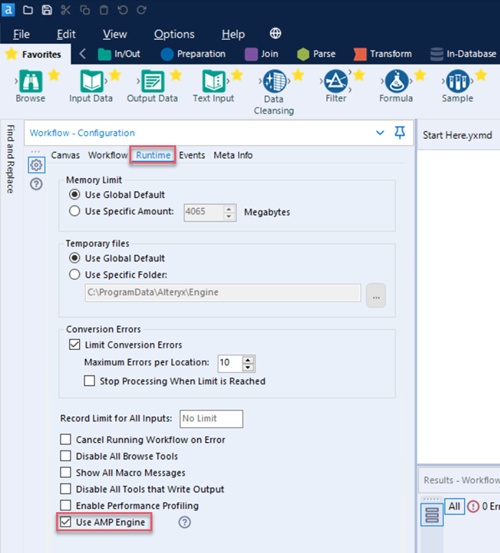 a
File Edit View Options Help
Favorites In/Out Preparation Join Parse Transform In-Database
Browse Input Data Output Data Text Input Data Cleansing Filter Formula Sample
Find and Replace
Workflow - Configuration
Start Here.yxmd
Canvas Workflow Runtime Events Meta Info
Memory Limit
Use Global Default
Use Specific Amount: 4065 Megabytes
Temporary files
Use Global Default
Use Specific Folder:
C:\ProgramData\Alteryx\Engine
...
Conversion Errors
Limit Conversion Errors
Maximum Errors per Location: 10
Stop Processing When Limit is Reached
Record Limit for All Inputs: No Limit
Cancel Running Workflow on Error
Disable All Browse Tools
Show All Macro Messages
Disable All Tools that Write Output
Enable Performance Profiling
Use AMP Engine
Results - Workflow
All 0 Err